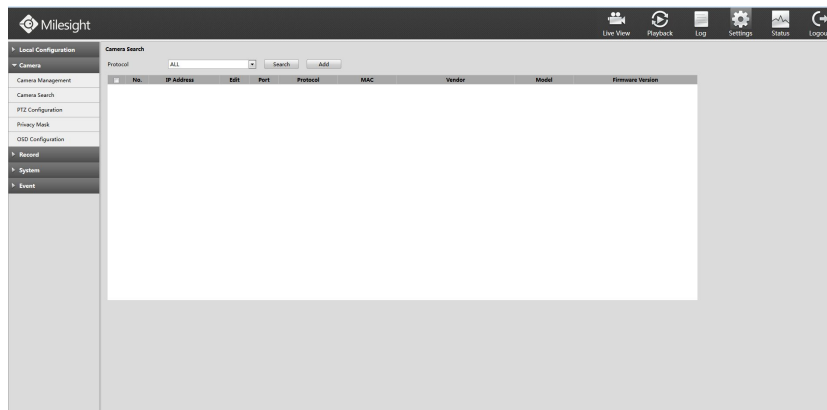 Milesight
Live View
Playback
Log
Settings
Status
Logou
Local Configuration
Camera
Camera Management
Camera Search
PTZ Configuration
Privacy Mask
OSD Configuration
Record
System
Event
Camera Search
Protocol ALL Search Add
No. IP Address Edit Port Protocol MAC Vendor Model Firmware Version